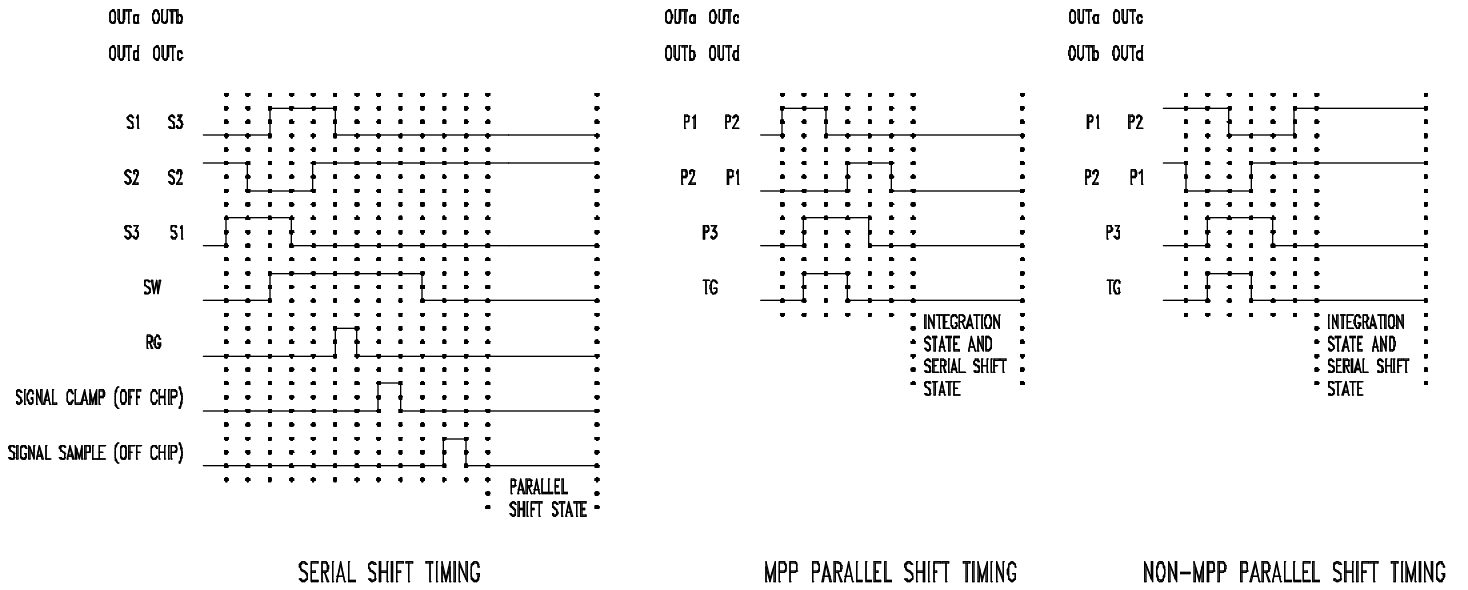 OUTa OUTb
OUTd OUTc
S1 S3
S2 S2
S3 S1
SW
RG
SIGNAL CLAMP (OFF CHIP)
SIGNAL SAMPLE (OFF CHIP)
PARALLEL
SHIFT STATE
SERIAL SHIFT TIMING
OUTa OUTc
OUTb OUTd
P1 P2
P2 P1
P3
TG
INTEGRATION
STATE AND
SERIAL SHIFT
STATE
MPP PARALLEL SHIFT TIMING
OUTa OUTc
OUTb OUTd
P1 P2
P2 P1
P3
TG
INTEGRATION
STATE AND
SERIAL SHIFT
STATE
NON-MPP PARALLEL SHIFT TIMING